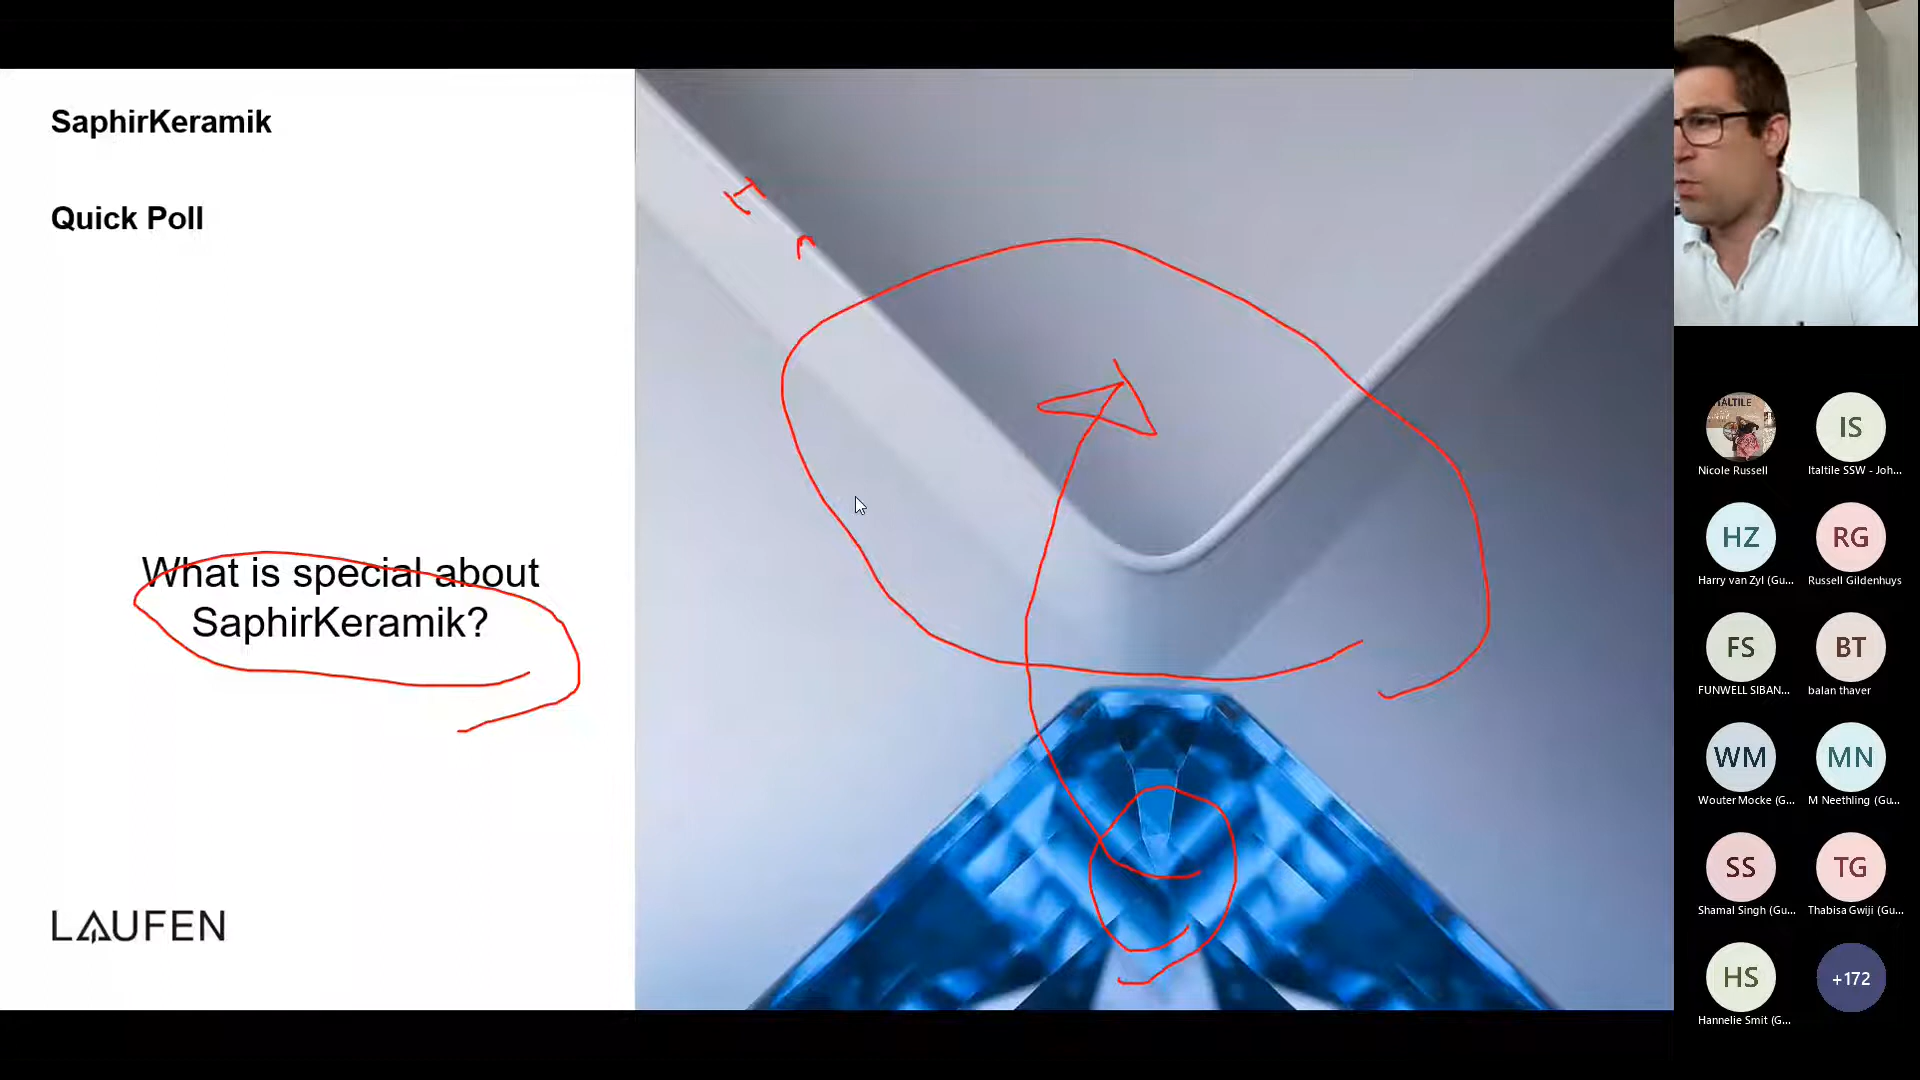 SaphirKeramik
Quick Poll
What is special about
SaphirKeramik?
LAUFEN
ITALTILE
Nicole Russell
IS
Italtile SSW - Joh...
HZ
Harry van Zyl (Gu...
RG
Russell Gildenhuys
FS
FUNWELL SIBAN...
BT
balan thaver
WM
Wouter Mocke (G...
MN
M Neethling (Gu...
SS
Shamal Singh (Gu...
TG
Thabisa Gwiji (Gu...
HS
Hannelie Smit (G...
+172